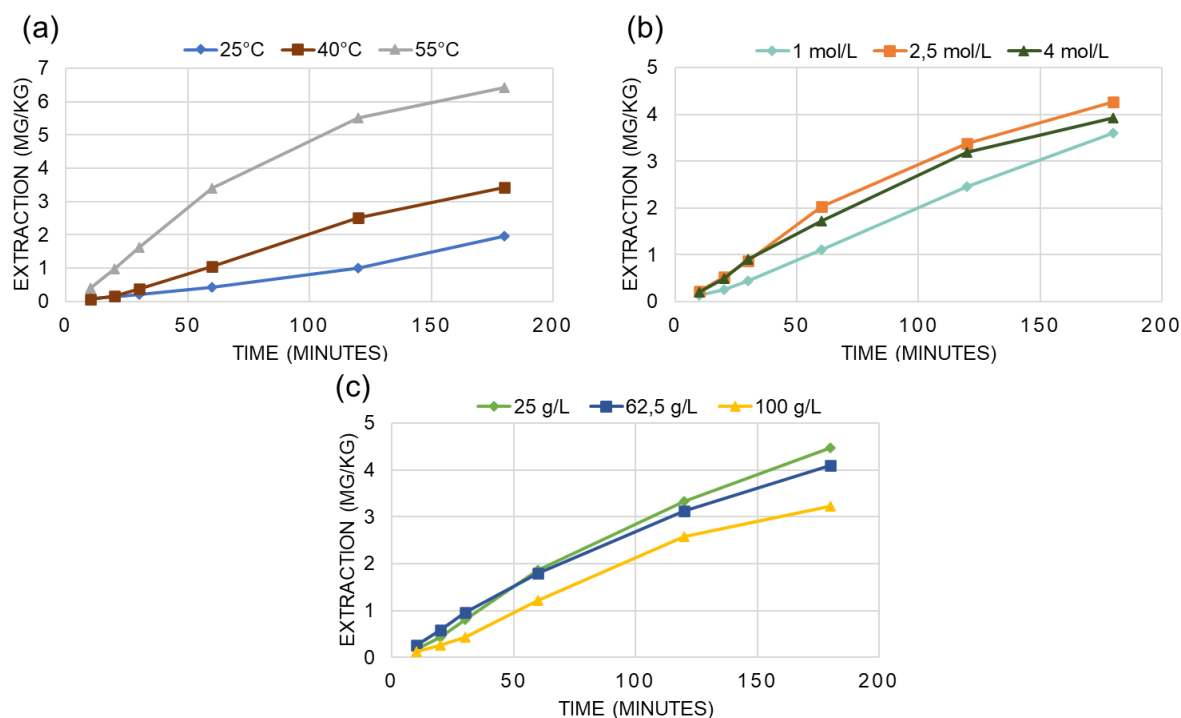 (a)
25°C 40°C 55°C
EXTRACTION (MG/KG)
7
6
5
4
3
2
1
0
0 50 100 150 200
TIME (MINUTES)
(b)
1 mol/L 2,5 mol/L 4 mol/L
EXTRACTION (MG/KG)
5
4
3
2
1
0
0 50 100 150 200
TIME (MINUTES)
(c)
25 g/L 62,5 g/L 100 g/L
EXTRACTION (MG/KG)
5
4
3
2
1
0
0 50 100 150 200
TIME (MINUTES)